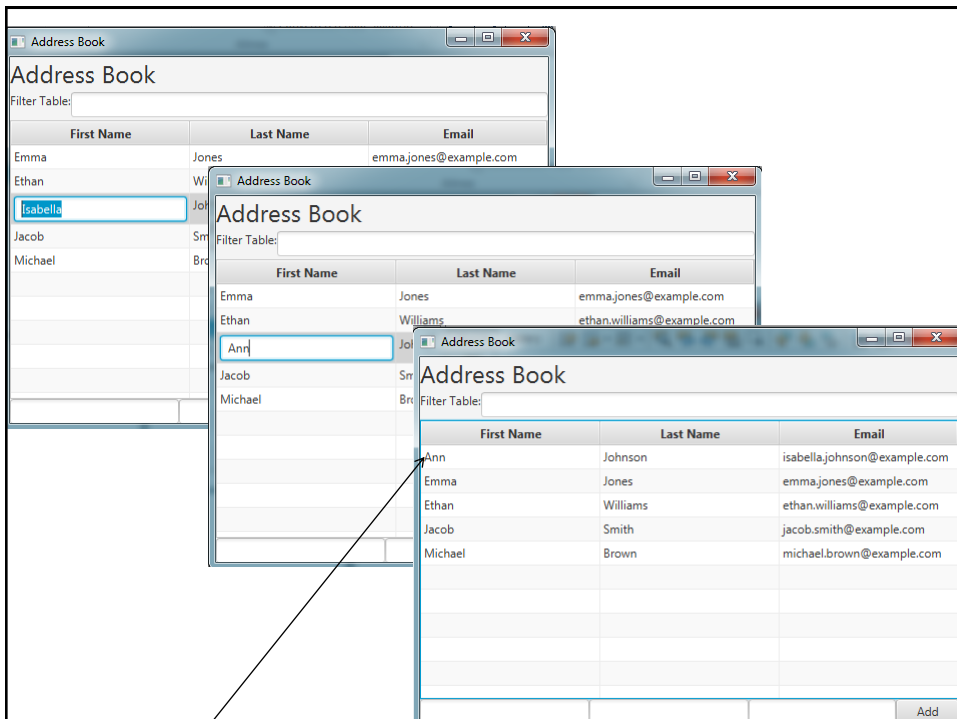 Address Book
Address Book
Filter Table:
First Name Last Name Email
Emma Jones emma.jones@example.com
Ethan
Isabella
Jacob
Michael
Address Book
Address Book
Filter Table:
First Name Last Name Email
Emma Jones emma.jones@example.com
Ethan Williams ethan.williams@example.com
Ann
Jacob
Michael
Address Book
Address Book
Filter Table:
First Name Last Name Email
Ann Johnson isabella.johnson@example.com
Emma Jones emma.jones@example.com
Ethan Williams ethan.williams@example.com
Jacob Smith jacob.smith@example.com
Michael Brown michael.brown@example.com
Add